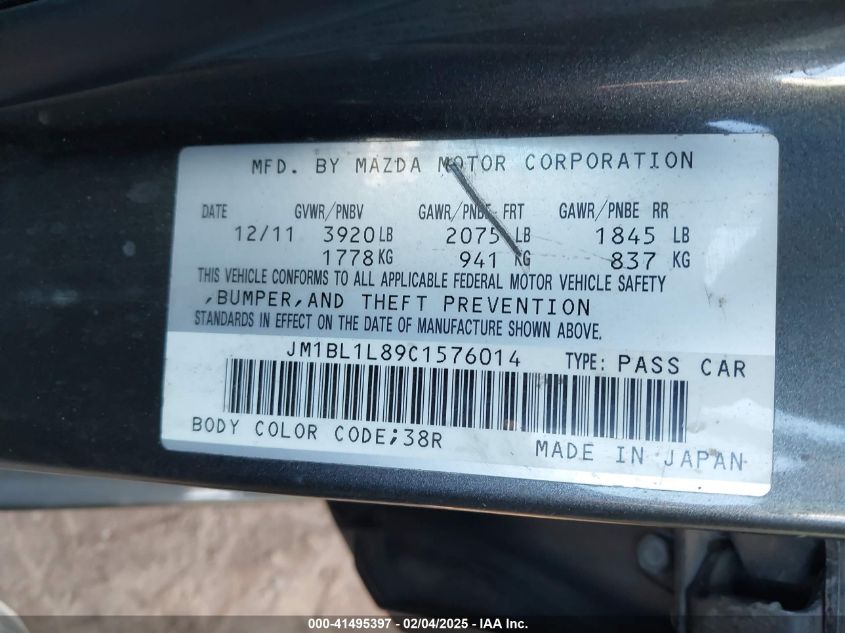 MFD. BY MAZDA MOTOR CORPORATION
DATE GVWR/PNBV GAWR/PNBE FRT GAWR/PNBE RR
12/11 3920 LB 2075 LB 1845 LB
1778 KG 941 KG 837 KG
THIS VEHICLE CONFORMS TO ALL APPLICABLE FEDERAL MOTOR VEHICLE SAFETY
,BUMPER,AND THEFT PREVENTION
STANDARDS IN EFFECT ON THE DATE OF MANUFACTURE SHOWN ABOVE.
JM1BL1L89C1576014 TYPE: PASS CAR
BODY COLOR CODE;38R MADE IN JAPAN
000-41495397 - 02/04/2025 - IAA Inc.